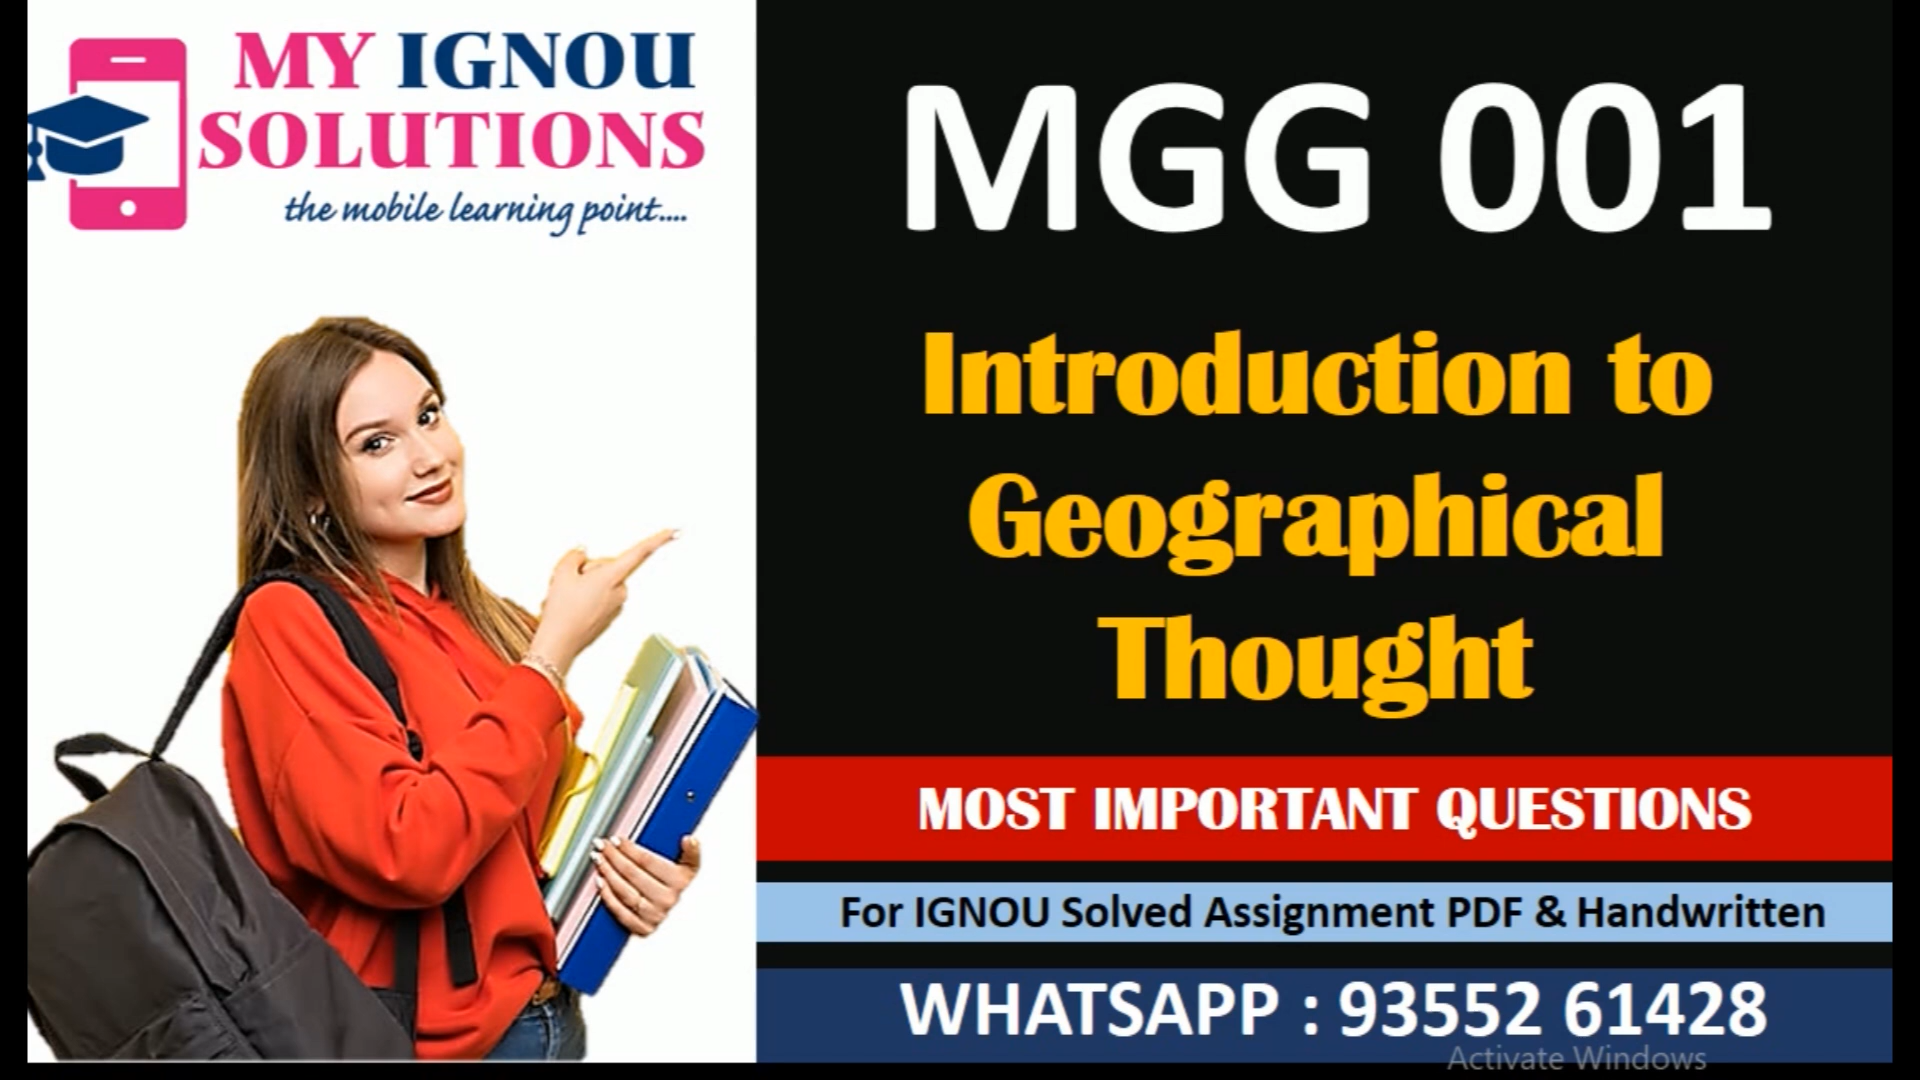 MY IGNOU
SOLUTIONS
the mobile learning point....
MGG 001
Introduction to
Geographical
Thought
MOST IMPORTANT QUESTIONS
For IGNOU Solved Assignment PDF & Handwritten
WHATSAPP : 93552 61428
Activate Windows